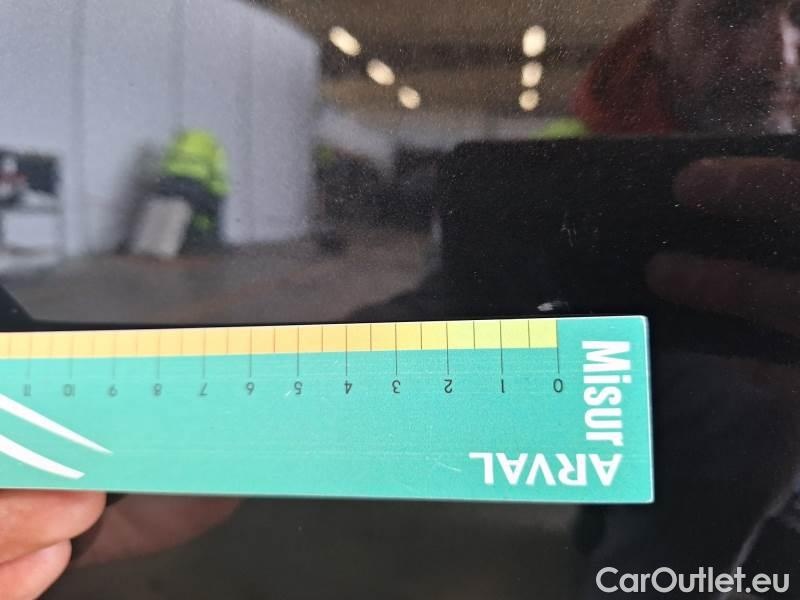 11 10 9 8 7 6 5 4 3 2 1 0
Misur
ARVAL
CarOutlet.eu